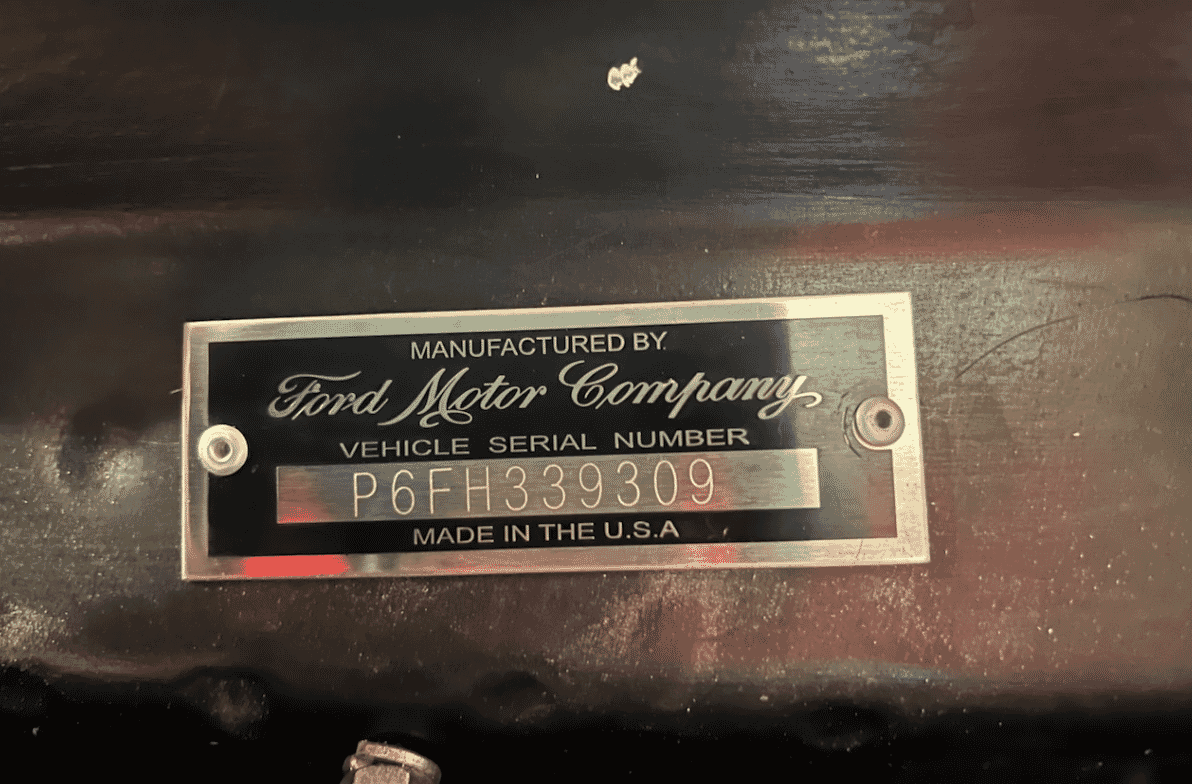 MANUFACTURED BY
Ford Motor Company
VEHICLE SERIAL NUMBER
P6FH339309
MADE IN THE U.S.A